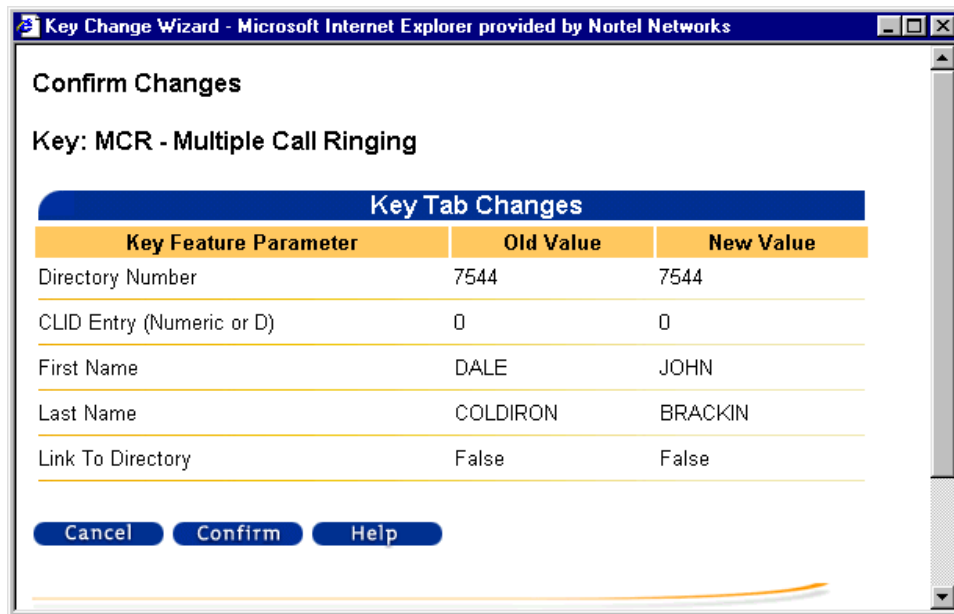 Key Change Wizard - Microsoft Internet Explorer provided by Nortel Networks
Confirm Changes
Key: MCR - Multiple Call Ringing
Key Tab Changes
Key Feature Parameter Old Value New Value
Directory Number 7544 7544
CLID Entry (Numeric or D) 0 0
First Name DALE JOHN
Last Name COLDIRON BRACKIN
Link To Directory False False
Cancel Confirm Help